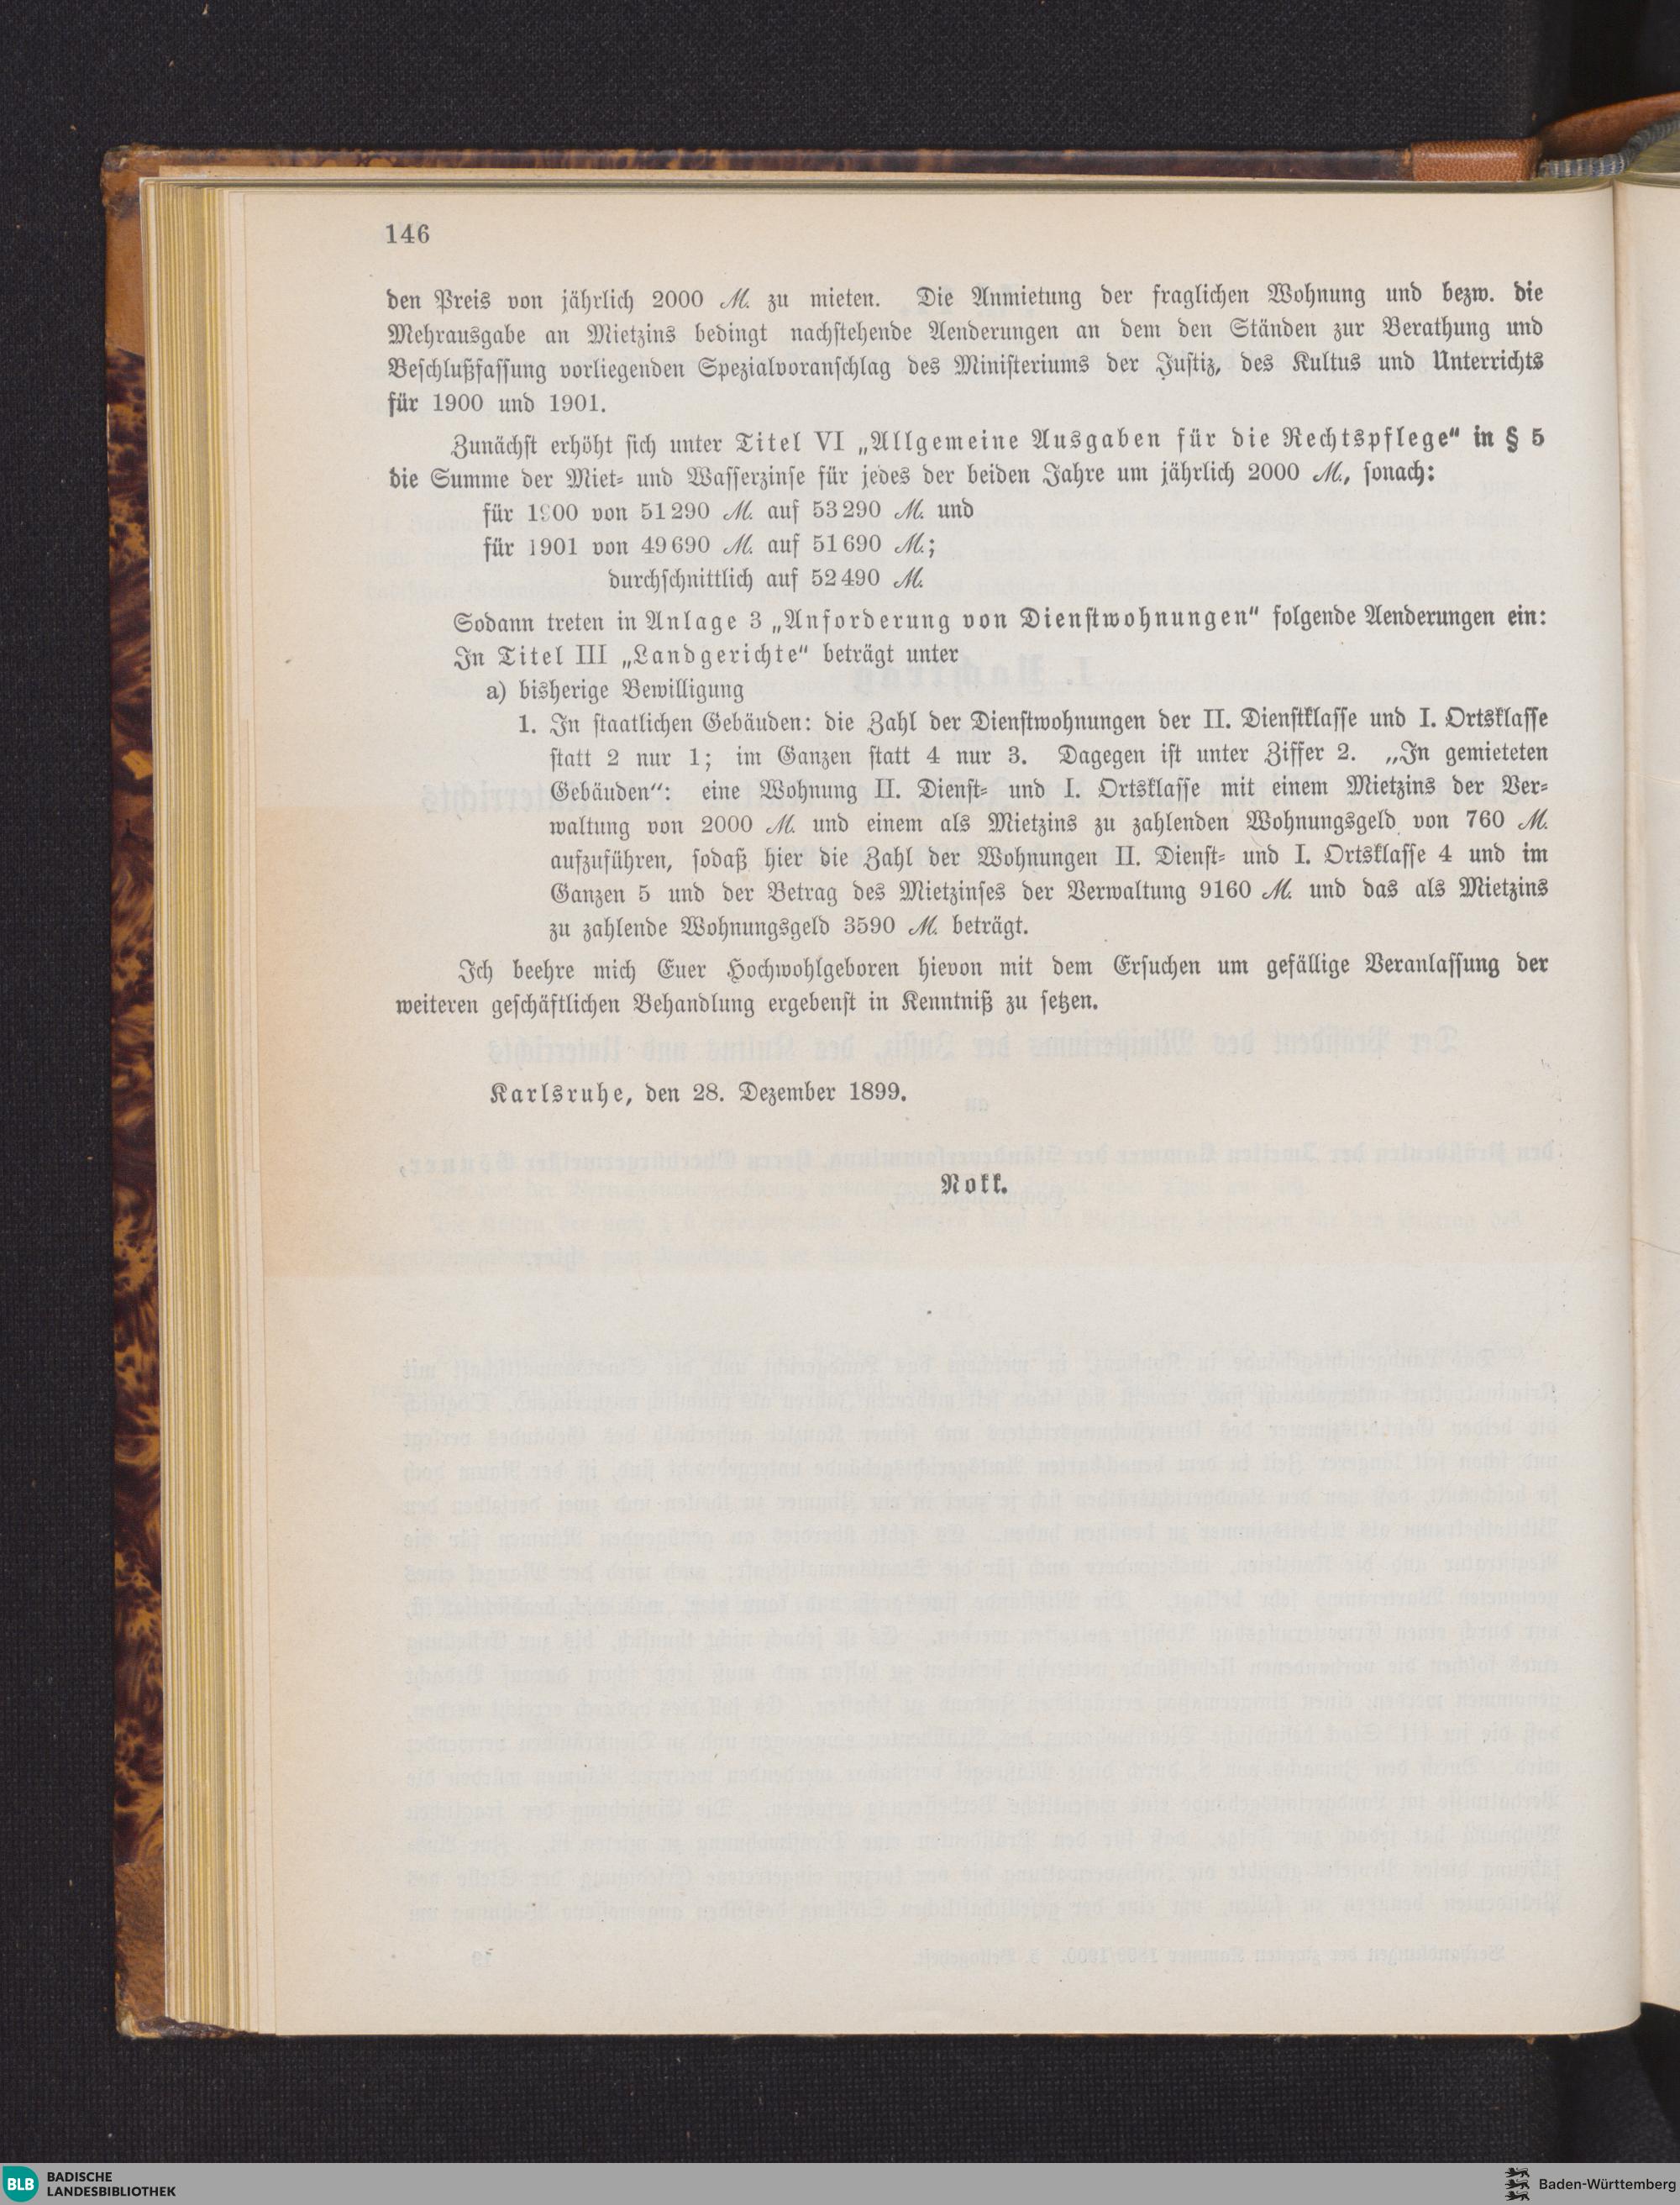 146
den Preis von jährlich 2000 M. zu mieten. Die Anmietung der fraglichen Wohnung und bezw. die
Mehrausgabe an Mietzins bedingt nachstehende Aenderungen an dem den Ständen zur Berathung und
Beschlußfassung vorliegenden Spezialvoranschlag des Ministeriums der Justiz, des Kultus und Unterrichts
für 1900 und 1901.
Zunächst erhöht sich unter Titel VI „Allgemeine Ausgaben für die Rechtspflege“ in § 5
die Summe der Miet- und Wasserzinse für jedes der beiden Jahre um jährlich 2000 M., sonach:
für 1900 von 51290 M. auf 53290 M. und
für 1901 von 49690 M. auf 51690 M.;
durchschnittlich auf 52490 M.
Sodann treten in Anlage 3 „Anforderung von Dienstwohnungen“ folgende Aenderungen ein:
In Titel III „Landgerichte“ beträgt unter
a) bisherige Bewilligung
1. In staatlichen Gebäuden: die Zahl der Dienstwohnungen der II. Dienstklasse und I. Ortsklasse
statt 2 nur 1; im Ganzen statt 4 nur 3. Dagegen ist unter Ziffer 2. „In gemieteten
Gebäuden“: eine Wohnung II. Dienst- und I. Ortsklasse mit einem Mietzins der Ver-
waltung von 2000 M. und einem als Mietzins zu zahlenden Wohnungsgeld von 760 M.
aufzuführen, sodaß hier die Zahl der Wohnungen II. Dienst- und I. Ortsklasse 4 und im
Ganzen 5 und der Betrag des Mietzinses der Verwaltung 9160 M. und das als Mietzins
zu zahlende Wohnungsgeld 3590 M. beträgt.
Ich beehre mich Euer Hochwohlgeboren hievon mit dem Ersuchen um gefällige Veranlassung der
weiteren geschäftlichen Behandlung ergebenst in Kenntniß zu setzen.
Karlsruhe, den 28. Dezember 1899.
Nokk.
BLB BADISCHE
LANDESBIBLIOTHEK
Baden-Württemberg